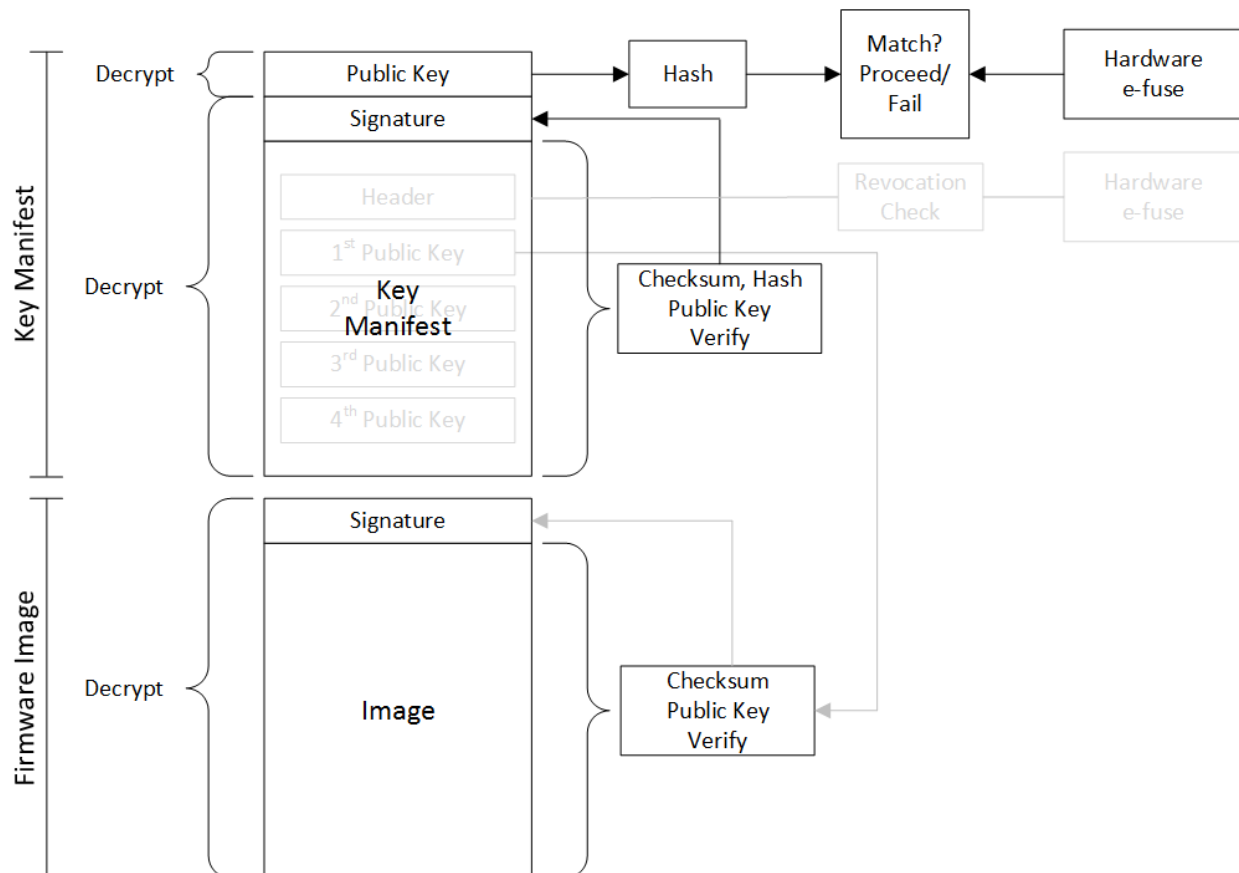 Decrypt
Public Key
Hash
Match?
Proceed/
Fail
Hardware
e-fuse
Signature
Key Manifest
Decrypt
Header
Revocation
Check
Hardware
e-fuse
1st Public Key
2nd Public Key
Key
Manifest
3rd Public Key
4th Public Key
Checksum, Hash
Public Key
Verify
Firmware Image
Signature
Decrypt
Image
Checksum
Public Key
Verify